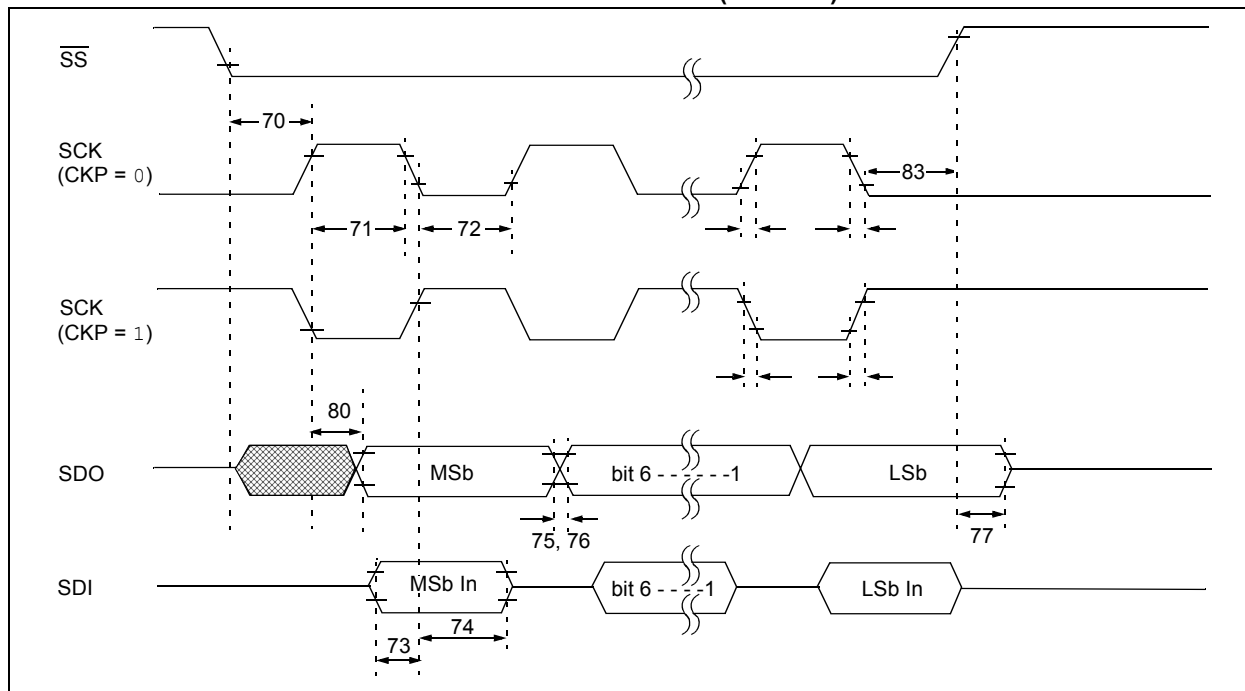 SS
70
SCK
(CKP = 0)
83
71
72
SCK
(CKP = 1)
80
SDO
MSb
bit 6 - - - - - - -1
LSb
75, 76
77
SDI
MSb In
bit 6 - - - -1
LSb In
74
73